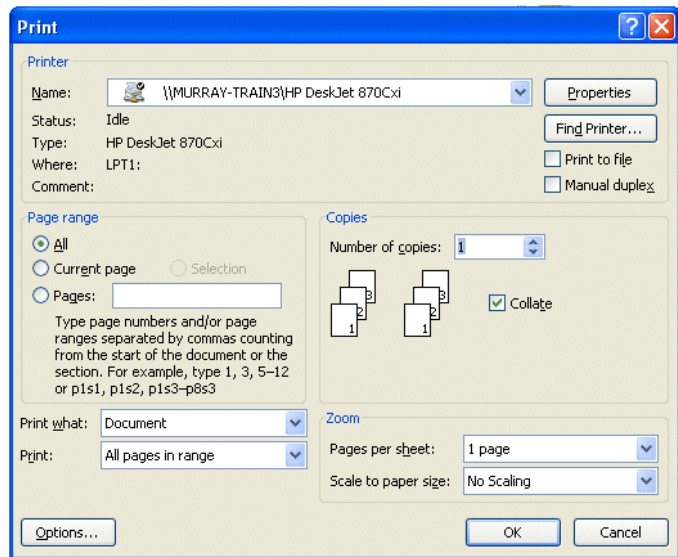 Print
Printer
Name: \\MURRAY-TRAIN3\HP DeskJet 870Cxi Properties
Status: Idle
Find Printer...
Type: HP DeskJet 870Cxi
Where: LPT1:
Print to file
Comment:
Manual duplex
Page range
All
Current page Selection
Pages:
Type page numbers and/or page
ranges separated by commas counting
from the start of the document or the
section. For example, type 1, 3, 5–12
or p1s1, p1s2, p1s3–p8s3
Copies
Number of copies: 1
3 3
2 2
1 1
Collate
Print what: Document
Print: All pages in range
Zoom
Pages per sheet: 1 page
Scale to paper size: No Scaling
Options... OK Cancel